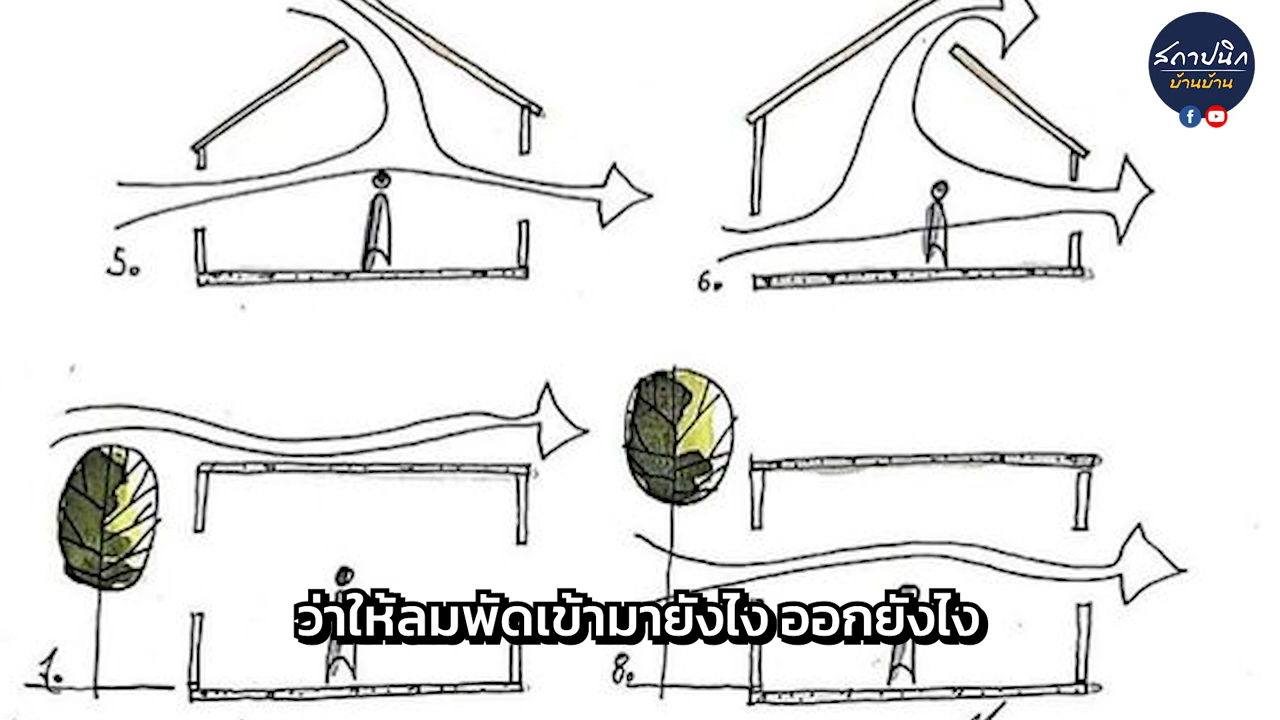 สถาปนิก
บ้านบ้าน
5.
6.
ว่าให้ลมพัดเข้ามายังไง ออกยังไง
7.
8.